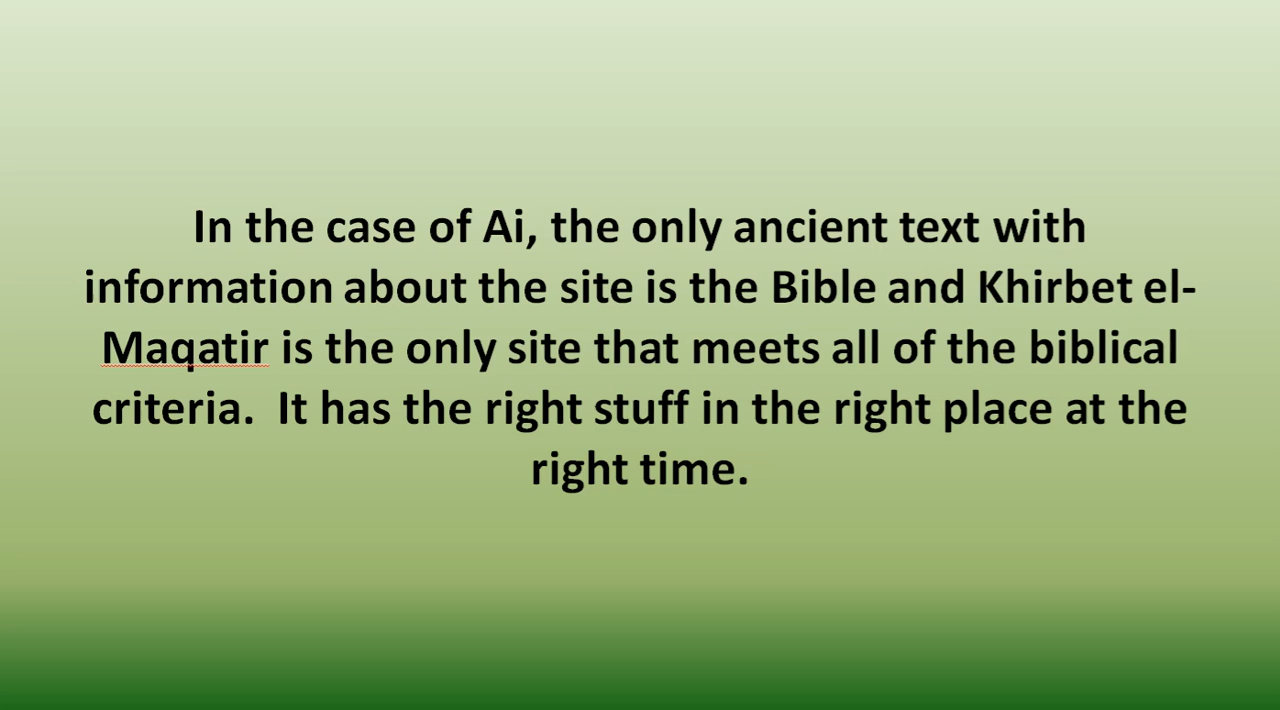 In the case of Ai, the only ancient text with
information about the site is the Bible and Khirbet el-
Maqatir is the only site that meets all of the biblical
criteria.  It has the right stuff in the right place at the
right time.